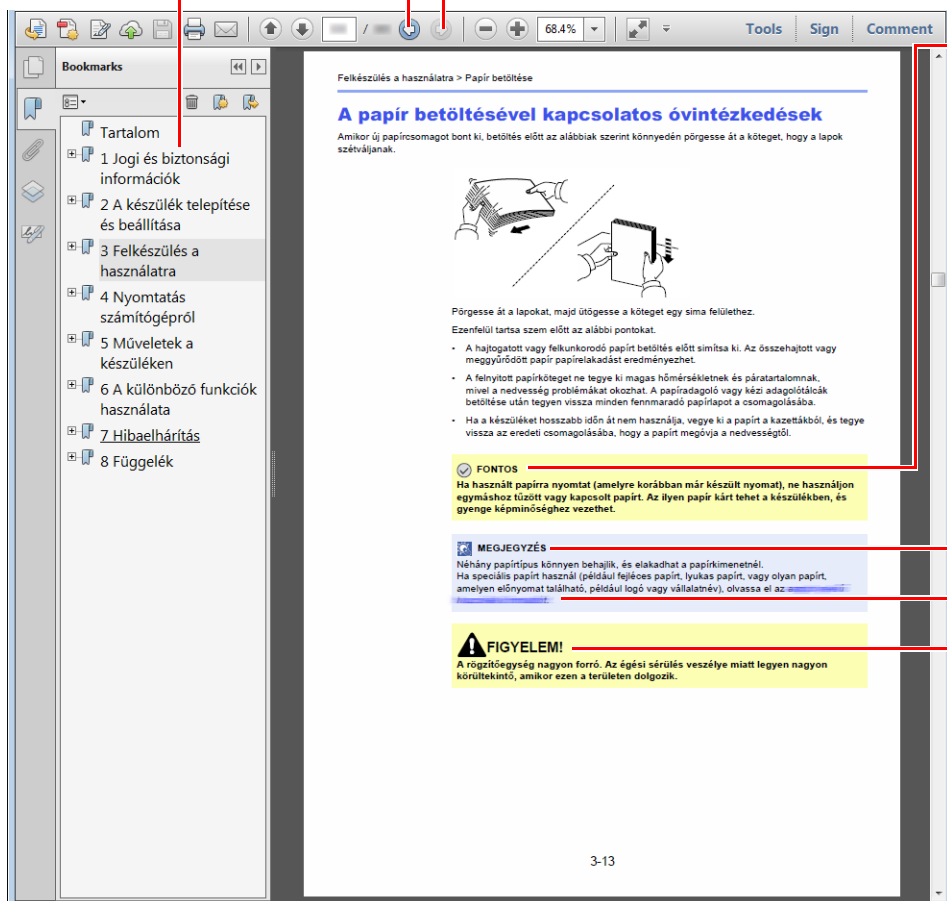 /
68.4%
Tools
Sign
Comment
Bookmarks
Tartalom
1 Jogi és biztonsági
információk
2 A készülék telepítése
és beállítása
3 Felkészülés a
használatra
4 Nyomtatás
számítógépről
5 Műveletek a
készüléken
6 A különböző funkciók
használata
7 Hibaelhárítás
8 Függelék
Felkészülés a használatra > Papír betöltése
A papír betöltésével kapcsolatos óvintézkedések
Amikor új papírcsomagot bont ki, betöltés előtt az alábbiak szerint könnyedén pörgesse át a köteget, hogy a lapok
szétváljanak.
Pörgesse át a lapokat, majd ütögesse a köteget egy sima felülethez.
Ezenfelül tartsa szem előtt az alábbi pontokat.
• A hajtogatott vagy felkunkorodó papírt betöltés előtt simítsa ki. Az összehajtott vagy
meggyűrődött papír papírelakadást eredményezhet.
• A felnyitott papírköteget ne tegye ki magas hőmérsékletnek és páratartalomnak,
mivel a nedvesség problémákat okozhat. A papíradagoló vagy kézi adagolótálcák
betöltése után tegyen vissza minden fennmaradó papírlapot a csomagolásába.
• Ha a készüléket hosszabb időn át nem használja, vegye ki a papírt a kazettákból, és tegye
vissza az eredeti csomagolásába, hogy a papírt megóvja a nedvességtől.
FONTOS
Ha használt papírra nyomtat (amelyre korábban már készült nyomat), ne használjon
egymáshoz tűzött vagy kapcsolt papírt. Az ilyen papír kárt tehet a készülékben, és
gyenge képminőséghez vezethet.
MEGJEGYZÉS
Néhány papírtípus könnyen behajlik, és elakadhat a papírkimenetnél.
Ha speciális papírt használ (például fejléces papírt, lyukas papírt, vagy olyan papírt,
amelyen előnyomat található, például logó vagy vállalatnév), olvassa el az
FIGYELEM!
A rögzítőegység nagyon forró. Az égési sérülés veszélye miatt legyen nagyon
körültekintő, amikor ezen a területen dolgozik.
3-13